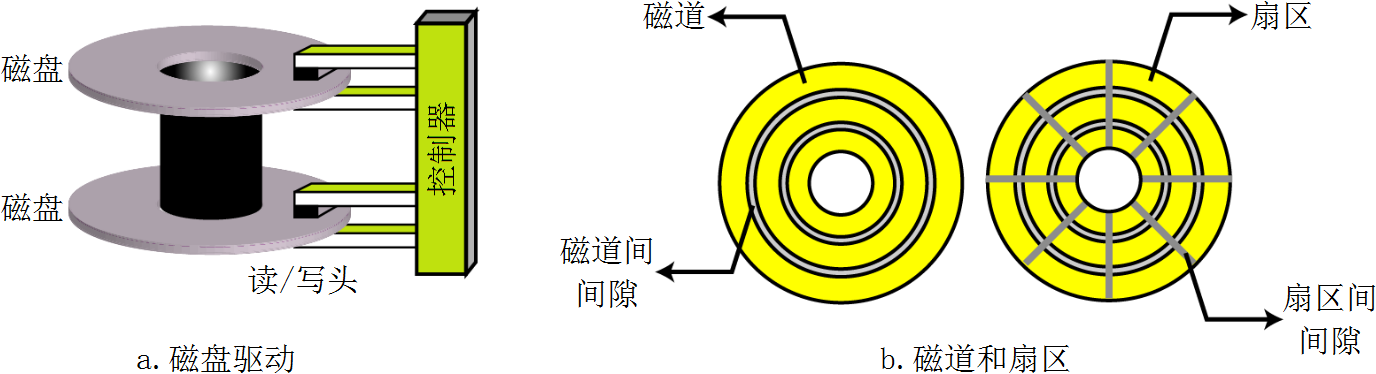 磁盘
磁盘
控制器
读/写头
a.磁盘驱动
磁道
磁道间
间隙
扇区
扇区间
间隙
b.磁道和扇区